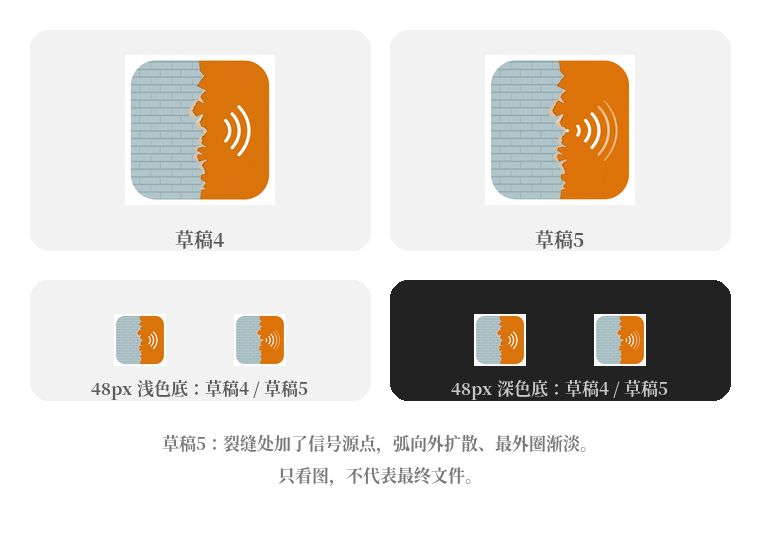 草稿4
草稿5
48px 浅色底：草稿4 / 草稿5
48px 深色底：草稿4 / 草稿5
草稿5：裂缝处加了信号源点，弧向外扩散、最外圈渐淡。
只看图，不代表最终文件。